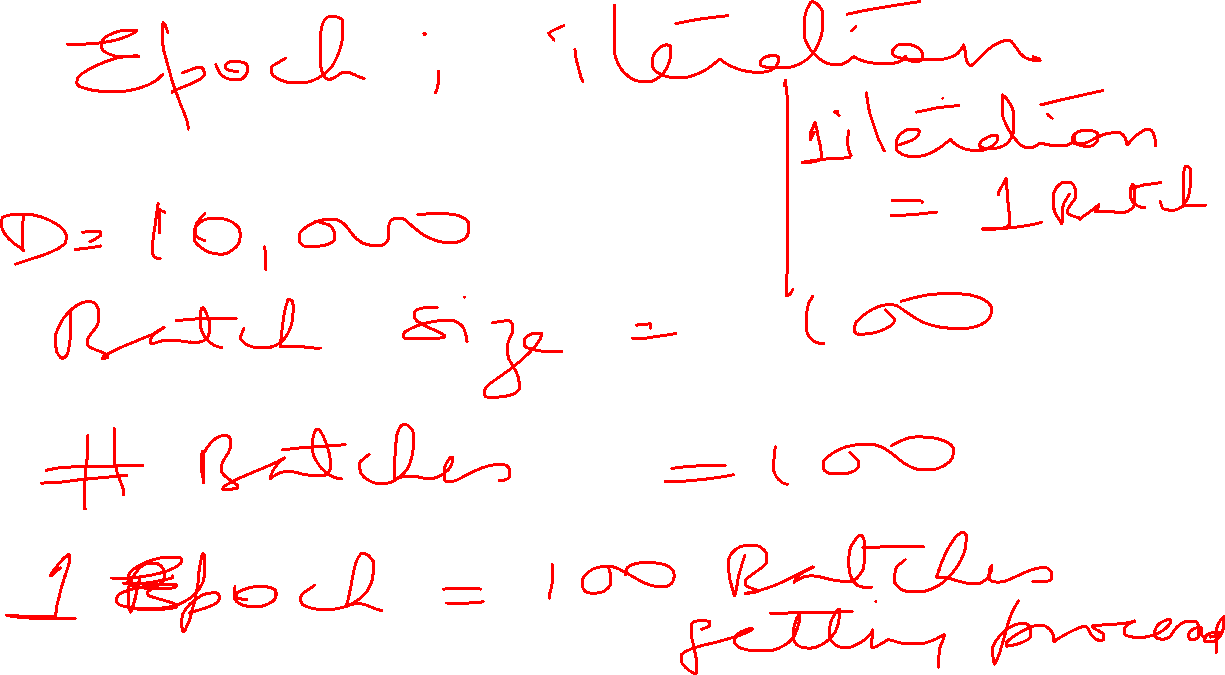 Epoch ; iteration
1 iteration
= 1 Batch
D = 10,000
Batch size = 100
# Batches = 100
1 Epoch = 100 Batches
getting processed